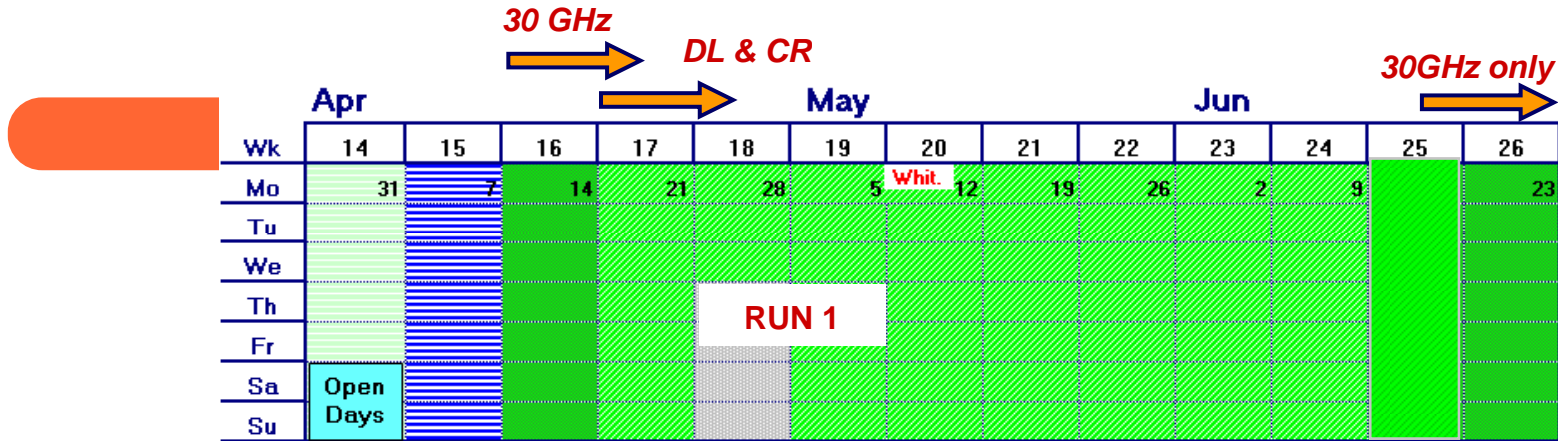 30 GHz
DL & CR
30GHz only
Apr May Jun
Wk 14 15 16 17 18 19 20 21 22 23 24 25 26
Mo 31 7 14 21 28 5 Whit. 12 19 26 2 9 23
Tu
We
Th
RUN 1
Fr
Sa Open
Days
Su